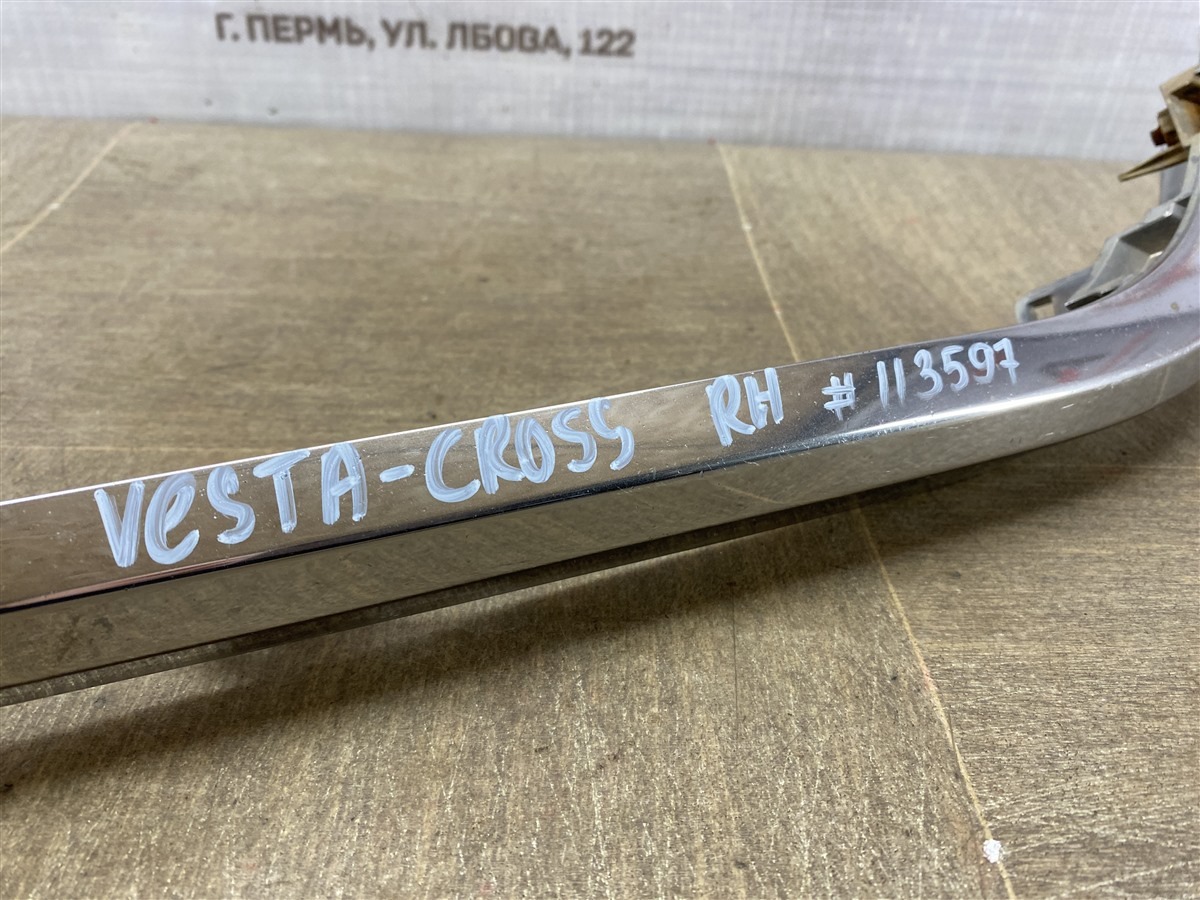 Г. ПЕРМЬ, УЛ. ЛБОВА, 122
VeSTA-CROSS RH # 113597